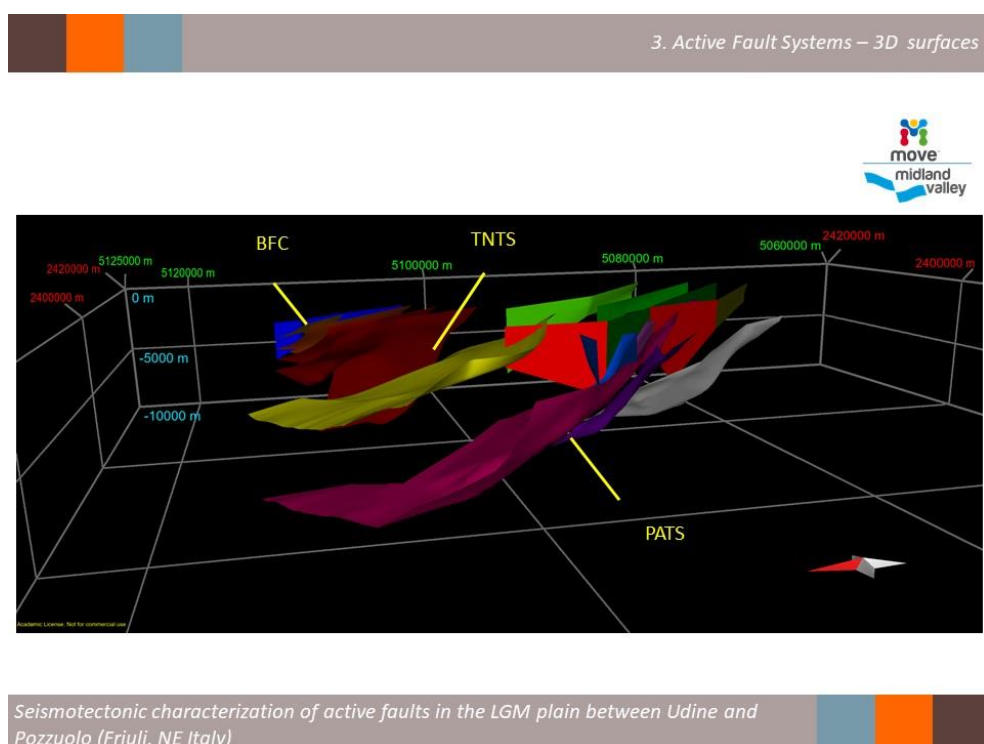 3. Active Fault Systems – 3D surfaces
move
midland
valley
BFC
TNTS
2420000 m
5125000 m
5120000 m
5100000 m
5080000 m
5060000 m
2420000 m
2400000 m
2400000 m
0 m
-5000 m
-10000 m
PATS
Academic License. Not for commercial use
Seismotectonic characterization of active faults in the LGM plain between Udine and
Pozzuolo (Friuli, NE Italy)